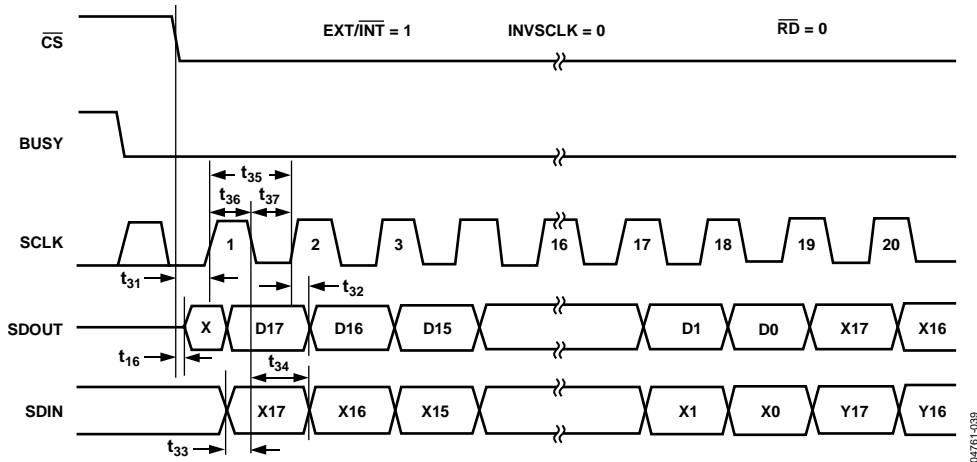 EXT/INT = 1 INVSCLK = 0 RD = 0
CS
BUSY
t35
t36 t37
SCLK 1 2 3 16 17 18 19 20
t31 t32
SDOUT X D17 D16 D15 D1 D0 X17 X16
t16 t34
SDIN X17 X16 X15 X1 X0 Y17 Y16
t33
04761-039